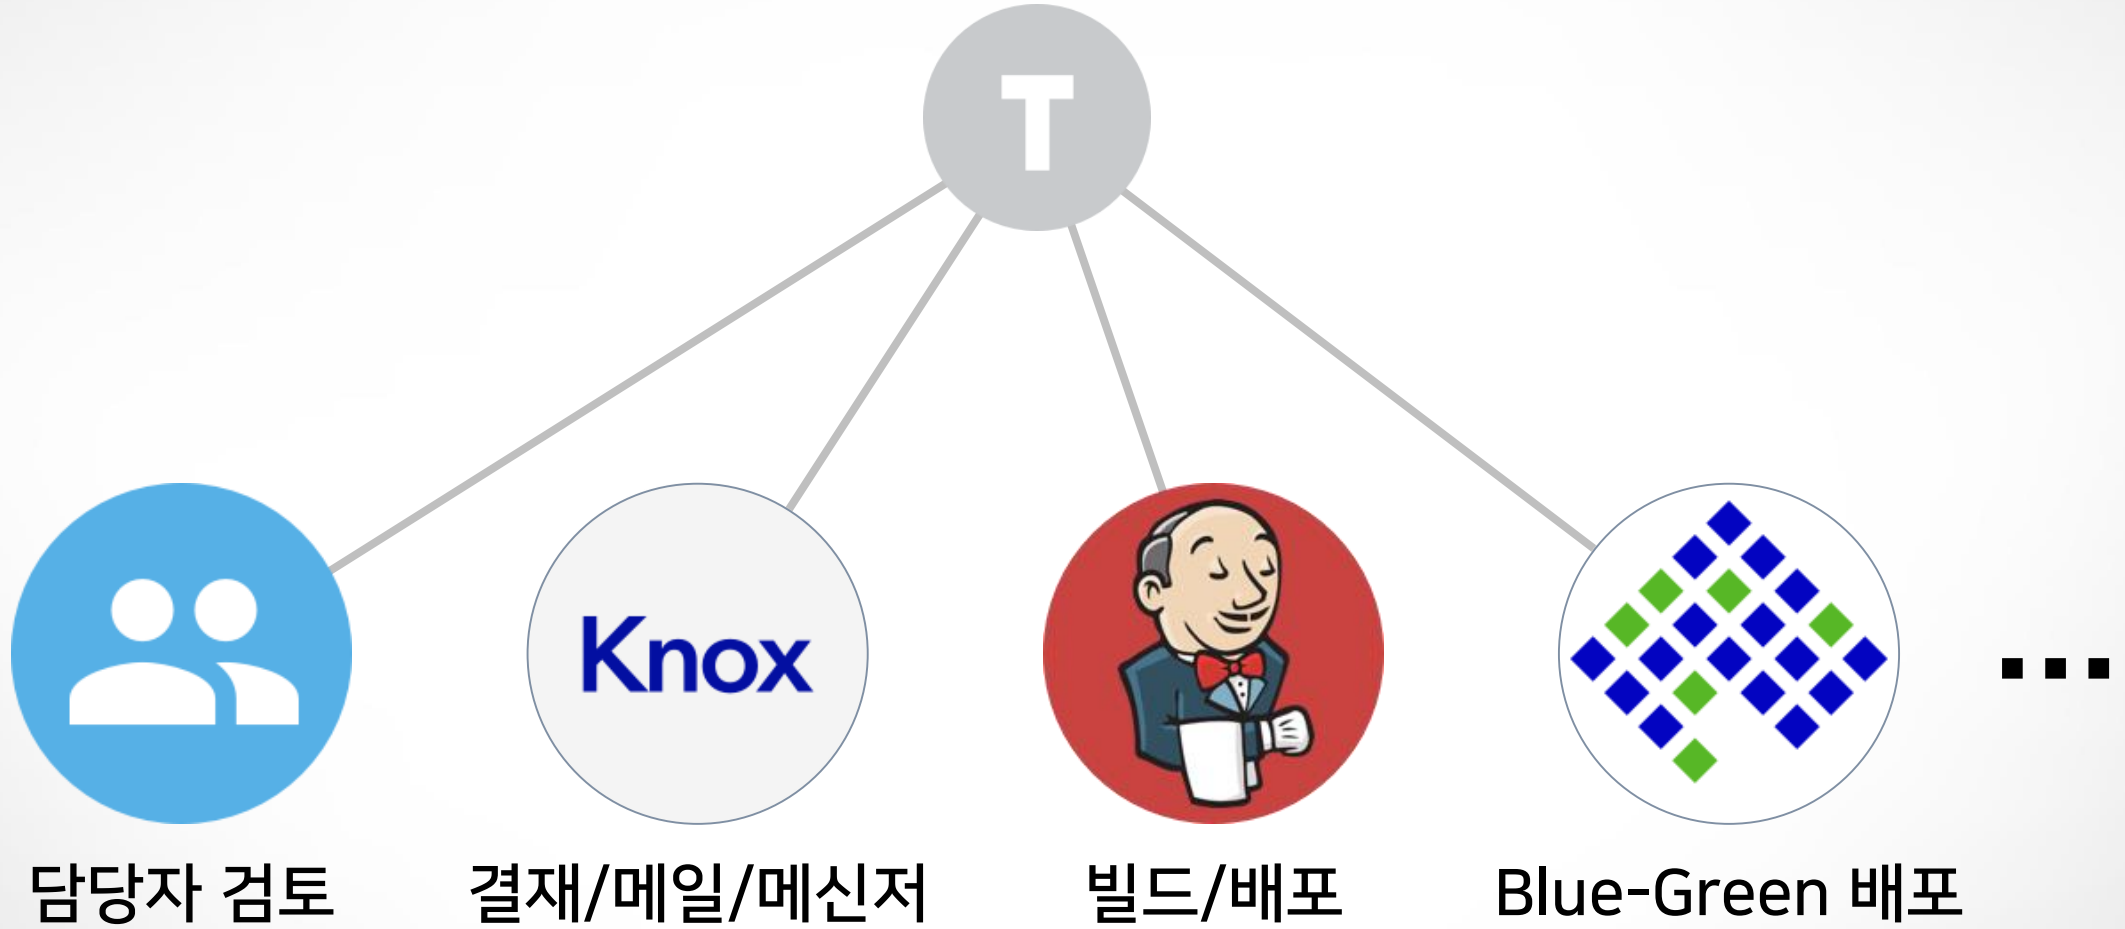 T
Knox
...
담당자 검토
결재/메일/메신저
빌드/배포
Blue-Green 배포